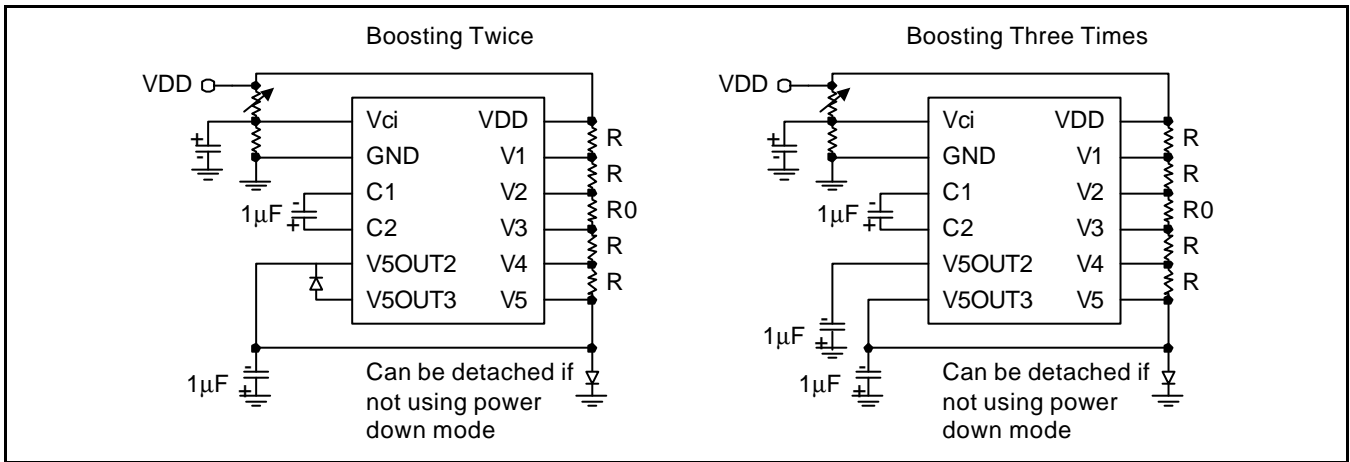 Boosting Twice
VDD
Vci VDD
GND V1
C1 V2
C2 V3
V5OUT2 V4
V5OUT3 V5
R
R
R0
R
R
+
-
1μF
-
+
1μF
-
+
Can be detached if
not using power
down mode
Boosting Three Times
VDD
Vci VDD
GND V1
C1 V2
C2 V3
V5OUT2 V4
V5OUT3 V5
R
R
R0
R
R
+
-
1μF
-
+
1μF
-
+
1μF
-
+
Can be detached if
not using power
down mode